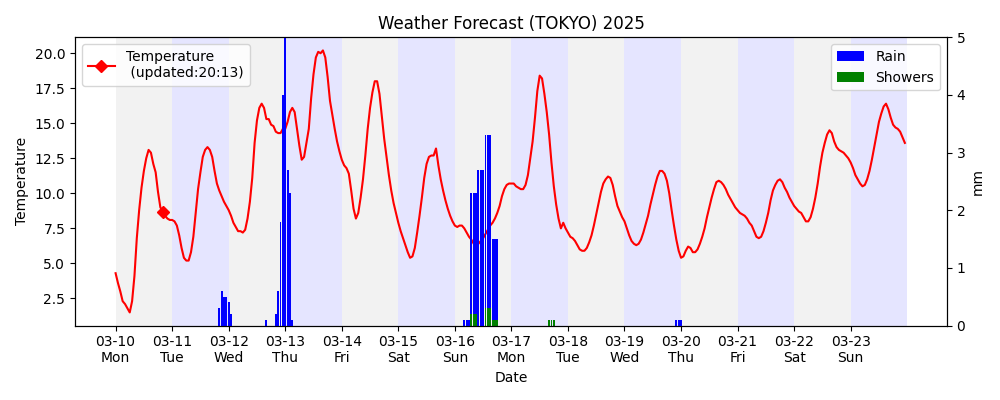 Weather Forecast (TOKYO) 2025
Temperature
(updated:20:13)
Rain
Showers
Temperature
20.0
17.5
15.0
12.5
10.0
7.5
5.0
2.5
5
4
3
2
1
0
mm
03-10 03-11 03-12 03-13 03-14 03-15 03-16 03-17 03-18 03-19 03-20 03-21 03-22 03-23
Mon Tue Wed Thu Fri Sat Sun Mon Tue Wed Thu Fri Sat Sun
Date